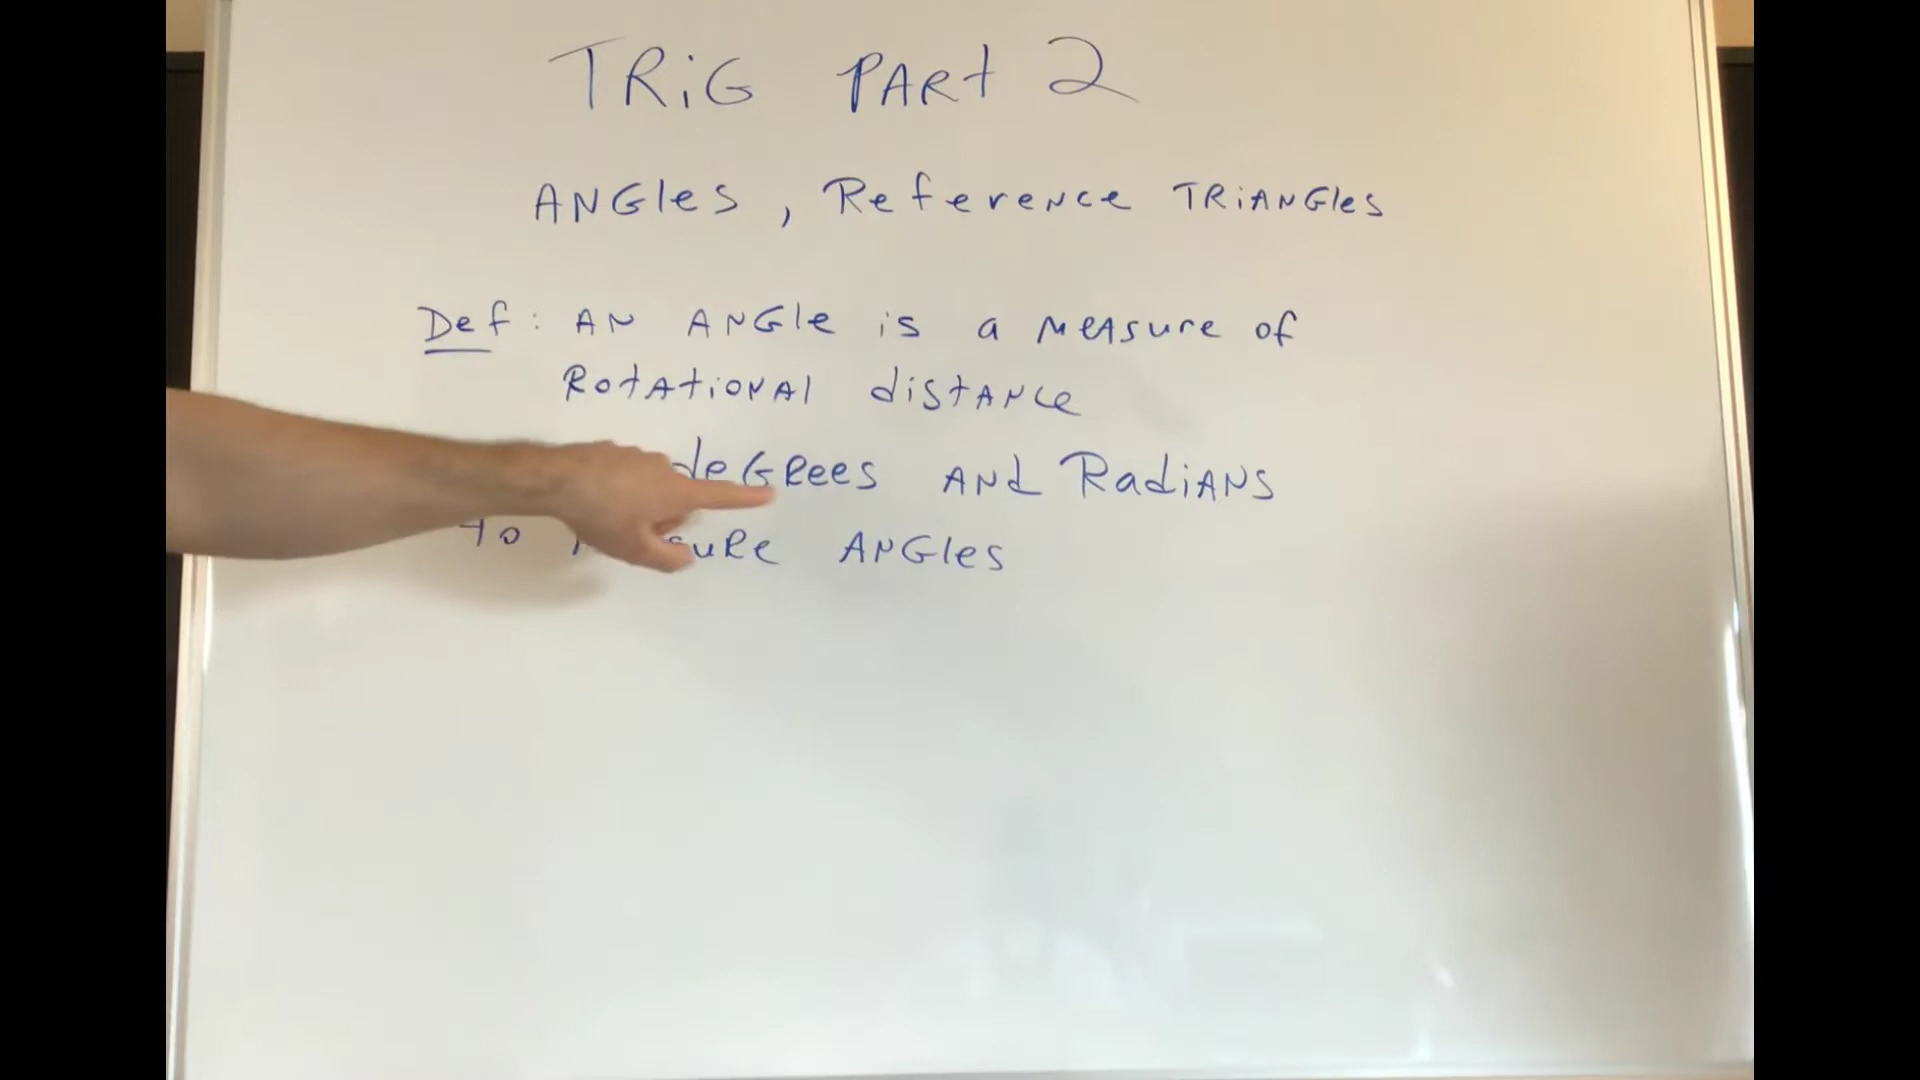 TRiG PART 2
ANGles, Reference TRiANGles
Def: AN ANGle is a MeAsure of
RotAtioNAl distANce
deGRees ANd RadiANS
to ANGles